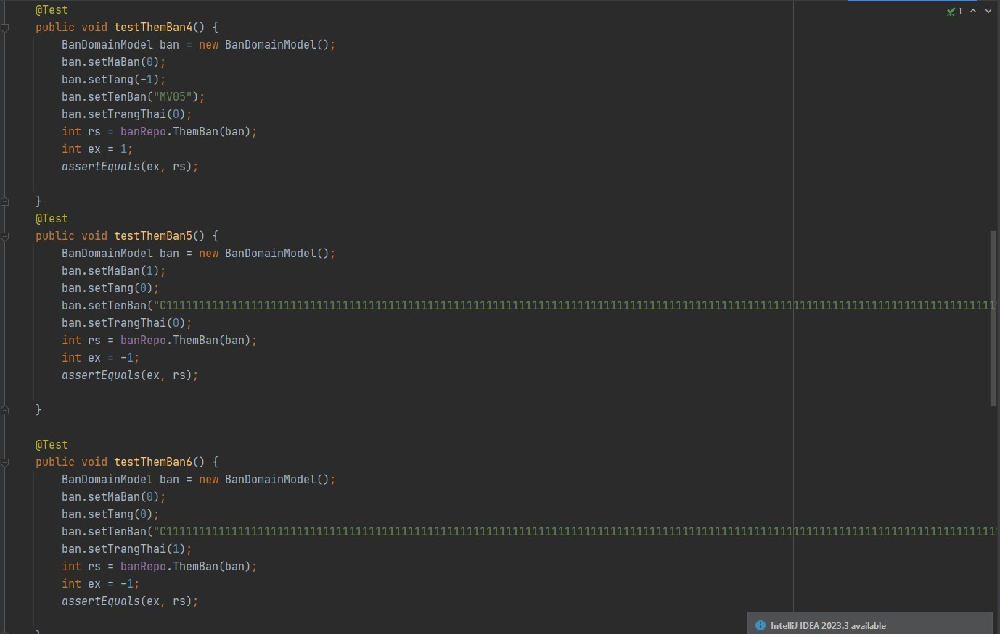 1
@Test
public void testThemBan4() {
BanDomainModel ban = new BanDomainModel();
ban.setMaBan(0);
ban.setTang(-1);
ban.setTenBan("MV05");
ban.setTrangThai(0);
int rs = banRepo.ThemBan(ban);
int ex = 1;
assertEquals(ex, rs);
}
@Test
public void testThemBan5() {
BanDomainModel ban = new BanDomainModel();
ban.setMaBan(1);
ban.setTang(0);
ban.setTenBan("C1111111111111111111111111111111111111111111111111111111111111111111111111111111111111111111111111111111111111111111111111111111
ban.setTrangThai(0);
int rs = banRepo.ThemBan(ban);
int ex = -1;
assertEquals(ex, rs);
}
@Test
public void testThemBan6() {
BanDomainModel ban = new BanDomainModel();
ban.setMaBan(0);
ban.setTang(0);
ban.setTenBan("C1111111111111111111111111111111111111111111111111111111111111111111111111111111111111111111111111111111111111111111111111111111
ban.setTrangThai(1);
int rs = banRepo.ThemBan(ban);
int ex = -1;
assertEquals(ex, rs);
}
IntelliJ IDEA 2023.3 available